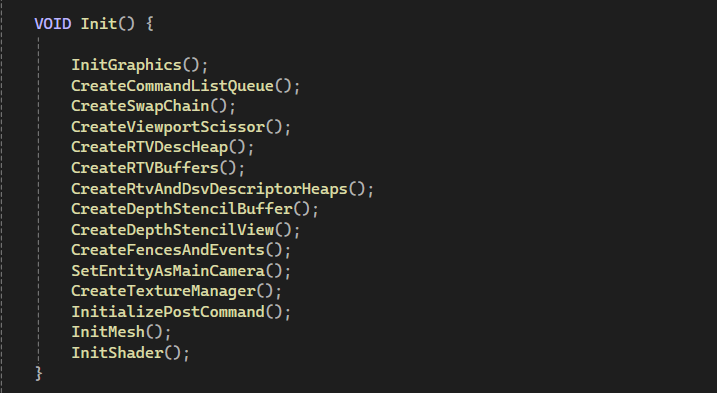 VOID Init() {
InitGraphics();
CreateCommandListQueue();
CreateSwapChain();
CreateViewportScissor();
CreateRTVDescHeap();
CreateRTVBuffers();
CreateRtvAndDsvDescriptorHeaps();
CreateDepthStencilBuffer();
CreateDepthStencilView();
CreateFencesAndEvents();
SetEntityAsMainCamera();
CreateTextureManager();
InitializePostCommand();
InitMesh();
InitShader();
}